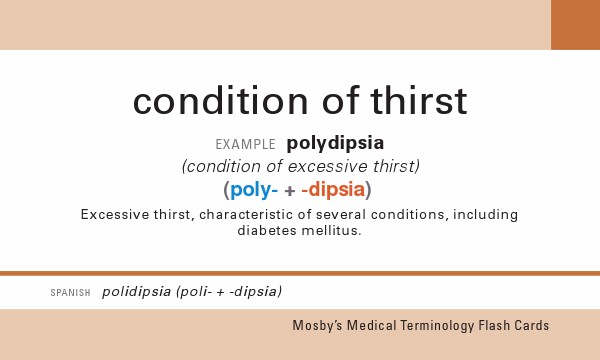 condition of thirst
EXAMPLE polydipsia
(condition of excessive thirst)
(poly- + -dipsia)
Excessive thirst, characteristic of several conditions, including
diabetes mellitus.
SPANISH polidipsia (poli- + -dipsia)
Mosby's Medical Terminology Flash Cards